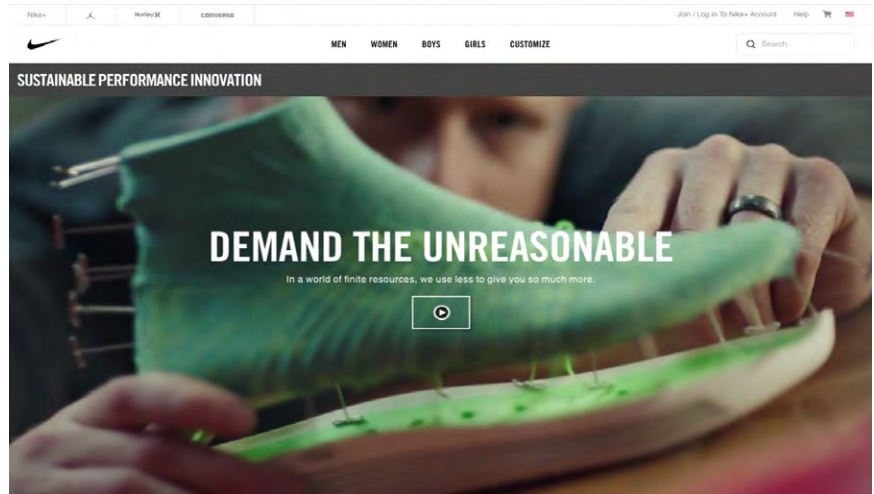 Nike+
Hurley
CONVERSE
Join / Log In To Nike+ Account
Help
MEN
WOMEN
BOYS
GIRLS
CUSTOMIZE
Search
SUSTAINABLE PERFORMANCE INNOVATION
DEMAND THE UNREASONABLE
In a world of finite resources, we use less to give you so much more.